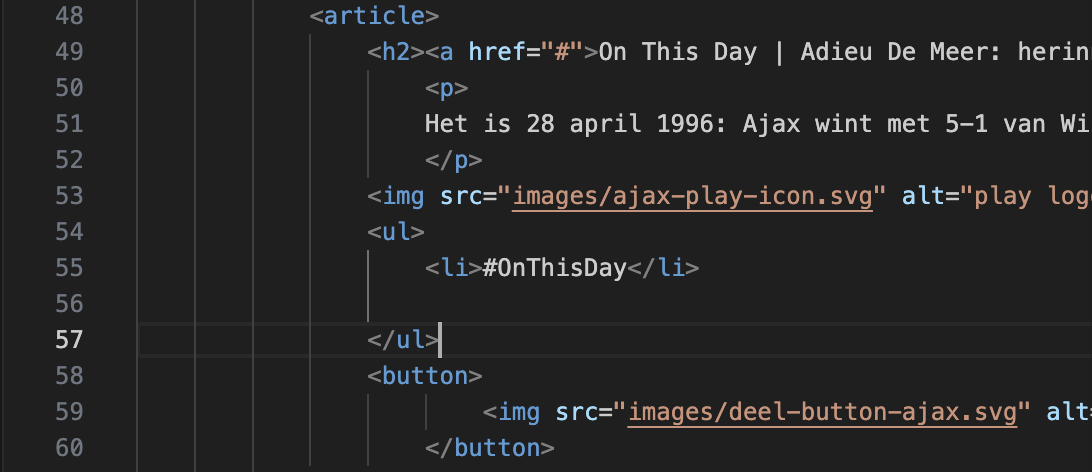 48 <article>
49 <h2><a href="#">On This Day | Adieu De Meer: herin
50 <p>
51 Het is 28 april 1996: Ajax wint met 5-1 van Wi
52 </p>
53 <img src="images/ajax-play-icon.svg" alt="play log
54 <ul>
55 <li>#OnThisDay</li>
56
57 </ul>
58 <button>
59 <img src="images/deel-button-ajax.svg" alt=
60 </button>